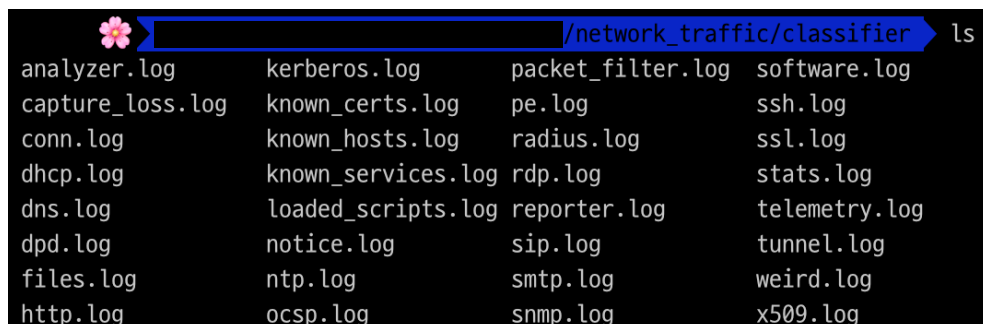 /network_traffic/classifier ls
analyzer.log kerberos.log packet_filter.log software.log
capture_loss.log known_certs.log pe.log ssh.log
conn.log known_hosts.log radius.log ssl.log
dhcp.log known_services.log rdp.log stats.log
dns.log loaded_scripts.log reporter.log telemetry.log
dpd.log notice.log sip.log tunnel.log
files.log ntp.log smtp.log weird.log
http.log ocsp.log snmp.log x509.log